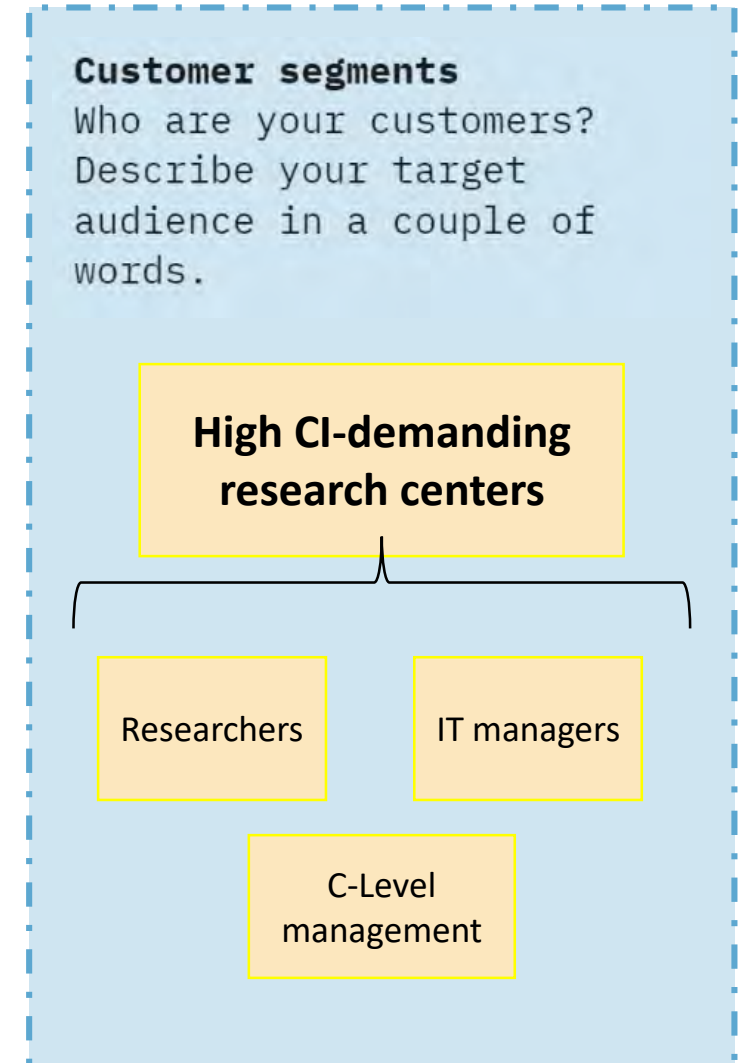 Customer segments
Who are your customers?
Describe your target
audience in a couple of
words.
High CI-demanding
research centers
Researchers
IT managers
C-Level
management